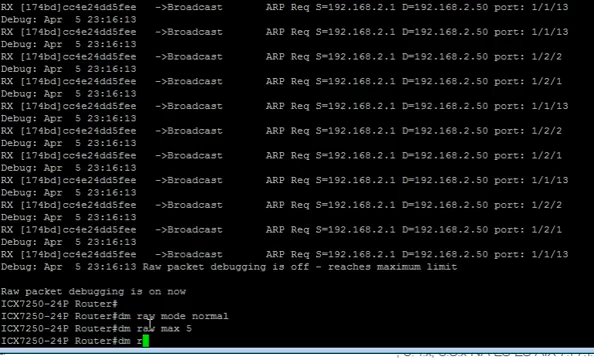 RX [174bd]cc4e24dd5fee ->Broadcast ARP Req S=192.168.2.1 D=192.168.2.50 port: 1/1/13
Debug: Apr 5 23:16:13
RX [174bd]cc4e24dd5fee ->Broadcast ARP Req S=192.168.2.1 D=192.168.2.50 port: 1/1/13
Debug: Apr 5 23:16:13
RX [174bd]cc4e24dd5fee ->Broadcast ARP Req S=192.168.2.1 D=192.168.2.50 port: 1/2/2
Debug: Apr 5 23:16:13
RX [174bd]cc4e24dd5fee ->Broadcast ARP Req S=192.168.2.1 D=192.168.2.50 port: 1/2/1
Debug: Apr 5 23:16:13
RX [174bd]cc4e24dd5fee ->Broadcast ARP Req S=192.168.2.1 D=192.168.2.50 port: 1/1/13
Debug: Apr 5 23:16:13
RX [174bd]cc4e24dd5fee ->Broadcast ARP Req S=192.168.2.1 D=192.168.2.50 port: 1/2/2
Debug: Apr 5 23:16:13
RX [174bd]cc4e24dd5fee ->Broadcast ARP Req S=192.168.2.1 D=192.168.2.50 port: 1/2/1
Debug: Apr 5 23:16:13
RX [174bd]cc4e24dd5fee ->Broadcast ARP Req S=192.168.2.1 D=192.168.2.50 port: 1/1/13
Debug: Apr 5 23:16:13
RX [174bd]cc4e24dd5fee ->Broadcast ARP Req S=192.168.2.1 D=192.168.2.50 port: 1/2/2
Debug: Apr 5 23:16:13
RX [174bd]cc4e24dd5fee ->Broadcast ARP Req S=192.168.2.1 D=192.168.2.50 port: 1/2/1
Debug: Apr 5 23:16:13
RX [174bd]cc4e24dd5fee ->Broadcast ARP Req S=192.168.2.1 D=192.168.2.50 port: 1/1/13
Debug: Apr 5 23:16:13 Raw packet debugging is off - reaches maximum limit
Raw packet debugging is on now
ICX7250-24P Router#
ICX7250-24P Router#dm raw mode normal
ICX7250-24P Router#dm raw max 5
ICX7250-24P Router#dm r